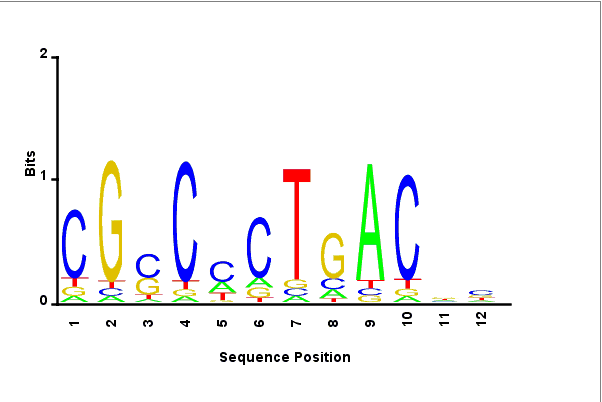 2
Bits
1
0
C G C C C C T G A C C
T T G T A A G C T T G T
G C T G T G C A C G A
A A A A T A T G A
1 2 3 4 5 6 7 8 9 10 11 12
Sequence Position